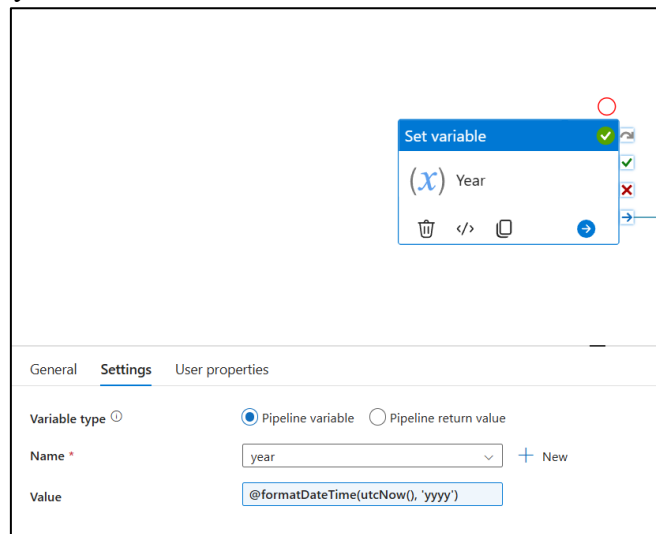 Set variable
(x) Year
</>
General Settings User properties
Variable type Pipeline variable Pipeline return value
Name * year + New
Value @formatDateTime(utcNow(), 'yyyy')